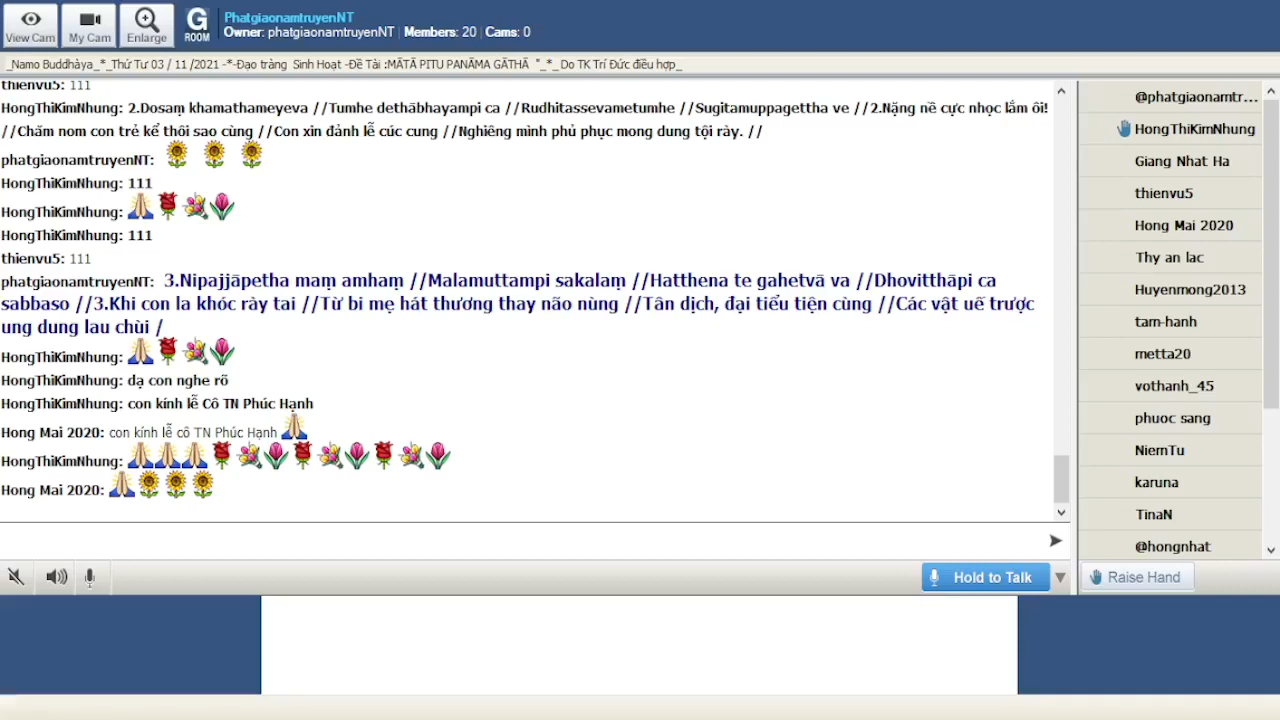 View Cam
My Cam
Enlarge
G
ROOM
PhatgiaonamtruyenNT
Owner: phatgiaonamtruyenNT | Members: 20 | Cams: 0
_Namo Buddhàya_*_Thứ Tư 03 / 11 /2021 -*-Đạo tràng Sinh Hoạt -Đề Tài :MĀTĀ PITU PANĀMA GĀTHĀ "_*_ Do TK Trí Đức điều hợp_
thienvu5: 111
HongThiKimNhung: 2.Dosaṃ khamathameyeva //Tumhe dethābhayampi ca //Rudhitassevametumhe //Sugitamuppagettha ve //2.Nặng nề cực nhọc lắm ôi!
//Chăm nom con trẻ kể thôi sao cùng //Con xin đảnh lễ cúc cung //Nghiêng mình phủ phục mong dung tội rày. //
phatgiaonamtruyenNT:
HongThiKimNhung: 111
HongThiKimNhung:
HongThiKimNhung: 111
thienvu5: 111
phatgiaonamtruyenNT: 3.Nipajjāpetha maṃ amhaṃ //Malamuttampi sakalaṃ //Hatthena te gahetvā va //Dhovitthāpi ca
sabbaso //3.Khi con la khóc rày tai //Từ bi mẹ hát thương thay não nùng //Tân dịch, đại tiểu tiện cùng //Các vật uế trược
ung dung lau chùi /
HongThiKimNhung:
HongThiKimNhung: dạ con nghe rõ
HongThiKimNhung: con kính lễ Cô TN Phúc Hạnh
Hong Mai 2020: con kính lễ cô TN Phúc Hạnh
HongThiKimNhung:
Hong Mai 2020:
@phatgiaonamtr...
HongThiKimNhung
Giang Nhat Ha
thienvu5
Hong Mai 2020
Thy an lac
Huyenmong2013
tam-hanh
metta20
vothanh_45
phuoc sang
NiemTu
karuna
TinaN
@hongnhat
Hold to Talk
Raise Hand